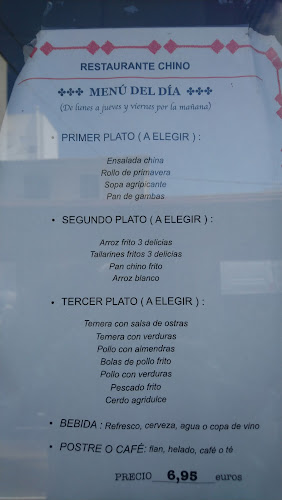 RESTAURANTE CHINO
MENÚ DEL DÍA
(De lunes a jueves y viernes por la mañana)
• PRIMER PLATO ( A ELEGIR ) :
Ensalada china
Rollo de primavera
Sopa agripicante
Pan de gambas
• SEGUNDO PLATO ( A ELEGIR ) :
Arroz frito 3 delicias
Tallarines fritos 3 delicias
Pan chino frito
Arroz blanco
• TERCER PLATO ( A ELEGIR ) :
Ternera con salsa de ostras
Ternera con verduras
Pollo con almendras
Bolas de pollo frito
Pollo con verduras
Pescado frito
Cerdo agridulce
• BEBIDA : Refresco, cerveza, agua o copa de vino
• POSTRE O CAFÉ: flan, helado, café o té
PRECIO 6,95 euros